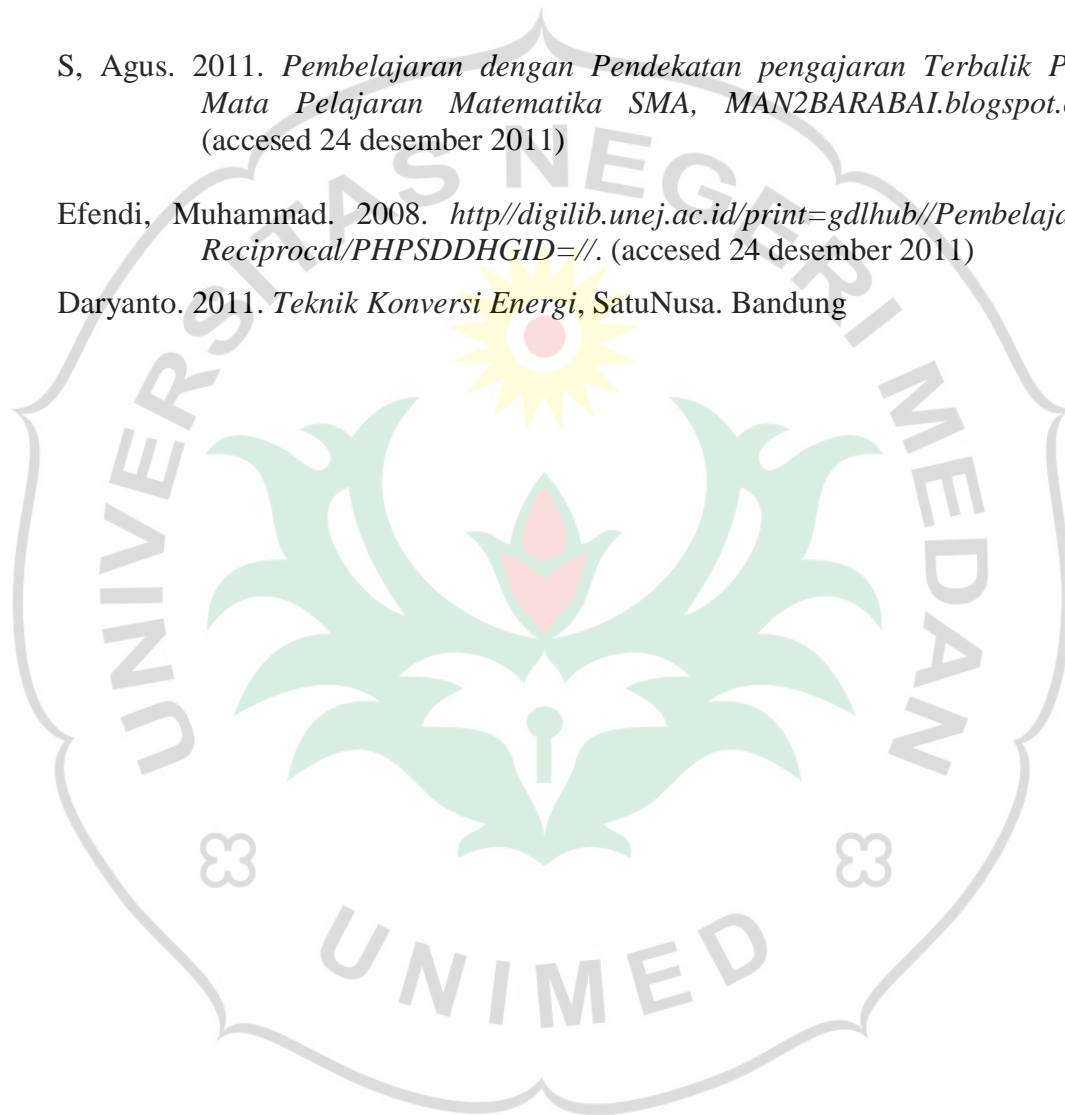 S, Agus. 2011. Pembelajaran dengan Pendekatan pengajaran Terbalik P
Mata Pelajaran Matematika SMA, MAN2BARABAI.blogspot.
(accesed 24 desember 2011)
Efendi, Muhammad. 2008. http//digilib.unej.ac.id/print=gdlhub//Pembelaja
Reciprocal/PHPSDDHGID=//. (accesed 24 desember 2011)
Daryanto. 2011. Teknik Konversi Energi, SatuNusa. Bandung
UNIVERSITAS NEGERI MEDAN
UNIMED